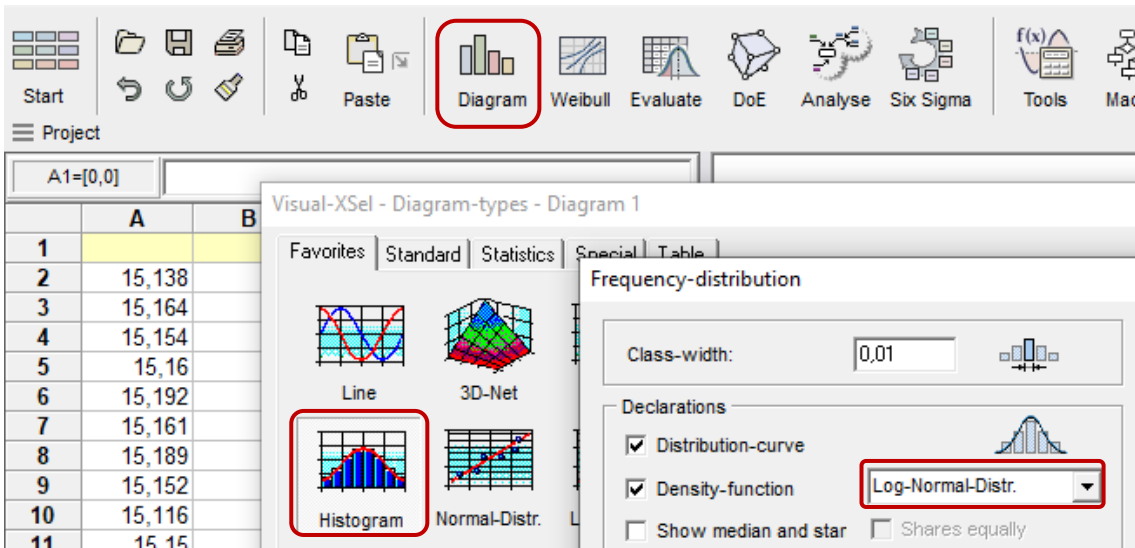 f(x)
Start Paste Diagram Weibull Evaluate DoE Analyse Six Sigma Tools
Project
A1=[0,0]
Visual-XSel - Diagram-types - Diagram 1
A B
Favorites Standard Statistics Special Table
1
Frequency-distribution
2 15,138
3 15,164
4 15,154
Class-width: 0,01
5 15,16
6 15,192
Line 3D-Net
Declarations
7 15,161
8 15,189
Distribution-curve
9 15,152
Density-function Log-Normal-Distr.
10 15,116
Histogram Normal-Distr. L
Show median and star Shares equally
11 15,15